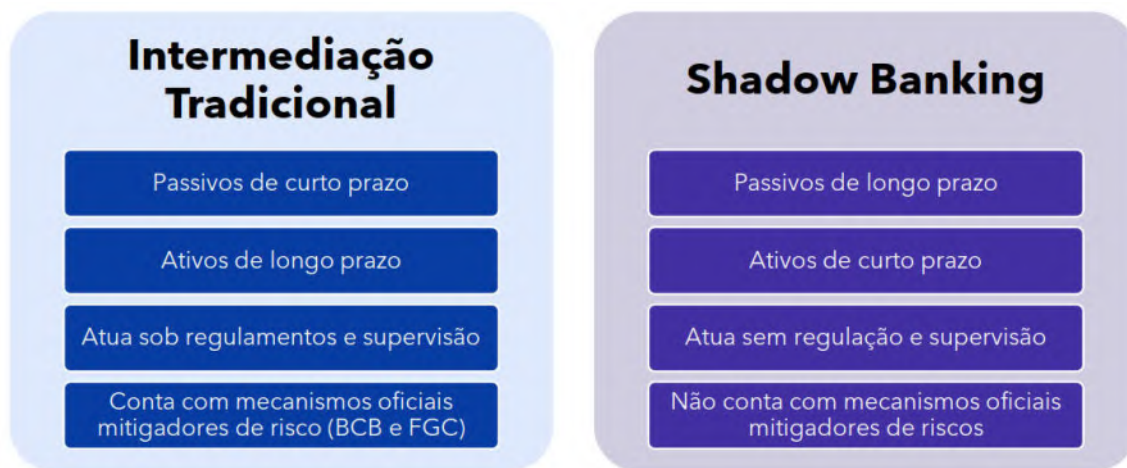 Intermediação
Tradicional
Passivos de curto prazo
Ativos de longo prazo
Atua sob regulamentos e supervisão
Conta com mecanismos oficiais
mitigadores de risco (BCB e FGC)
Shadow Banking
Passivos de longo prazo
Ativos de curto prazo
Atua sem regulação e supervisão
Não conta com mecanismos oficiais
mitigadores de riscos